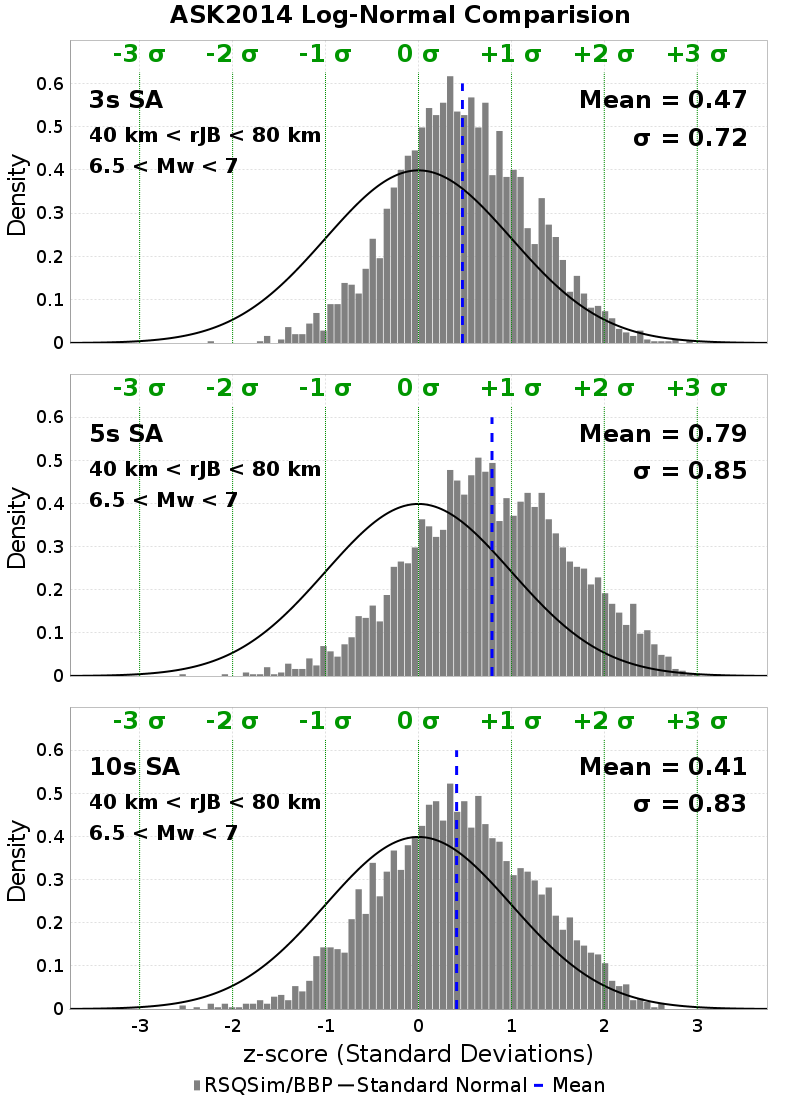 ASK2014 Log-Normal Comparision
-3 σ -2 σ -1 σ 0 σ +1 σ +2 σ +3 σ
3s SA
40 km < rJB < 80 km
6.5 < Mw < 7
Mean = 0.47
σ = 0.72
0.6
0.5
0.4
0.3
0.2
0.1
0
Density
-3 σ -2 σ -1 σ 0 σ +1 σ +2 σ +3 σ
5s SA
40 km < rJB < 80 km
6.5 < Mw < 7
Mean = 0.79
σ = 0.85
0.6
0.5
0.4
0.3
0.2
0.1
0
Density
-3 σ -2 σ -1 σ 0 σ +1 σ +2 σ +3 σ
10s SA
40 km < rJB < 80 km
6.5 < Mw < 7
Mean = 0.41
σ = 0.83
0.6
0.5
0.4
0.3
0.2
0.1
0
Density
-3 -2 -1 0 1 2 3
z-score (Standard Deviations)
RSQSim/BBP Standard Normal Mean